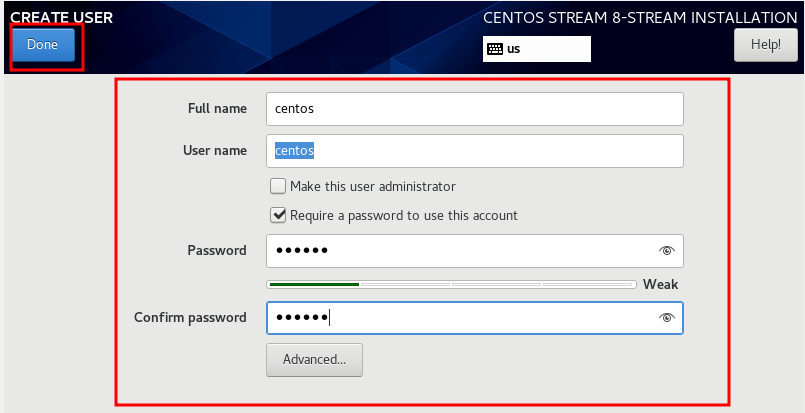 CREATE USER
CENTOS STREAM 8-STREAM INSTALLATION
Done
us
Help!
Full name
centos
User name
centos
Make this user administrator
Require a password to use this account
Password
••••••
Weak
Confirm password
••••••
Advanced...